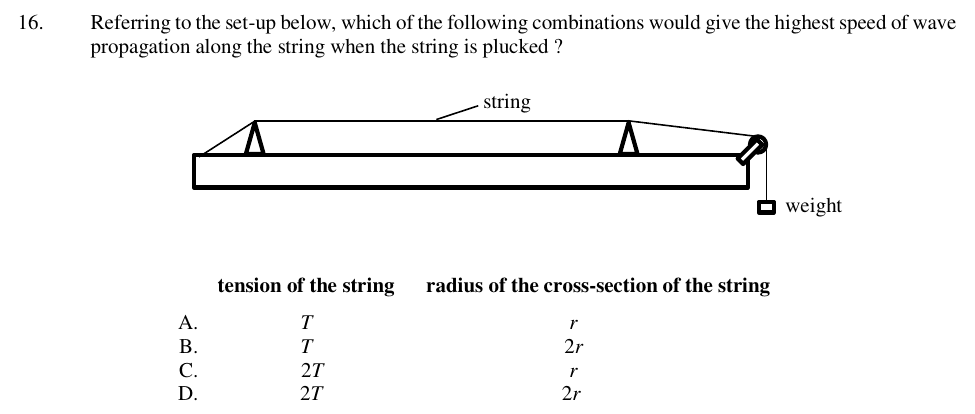 16. Referring to the set-up below, which of the following combinations would give the highest speed of wave
propagation along the string when the string is plucked ?
string
weight
tension of the string radius of the cross-section of the string
A. T r
B. T 2r
C. 2T r
D. 2T 2r